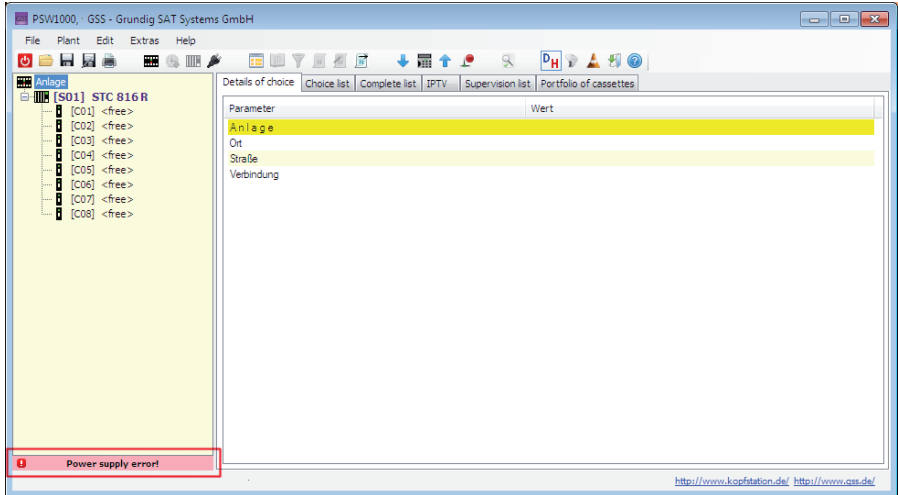 PSW1000, - GSS - Grundig SAT Systems GmbH
File Plant Edit Extras Help
DH
Anlage
[S01] STC 816 R
[C01] <free>
[C02] <free>
[C03] <free>
[C04] <free>
[C05] <free>
[C06] <free>
[C07] <free>
[C08] <free>
Details of choice Choice list Complete list IPTV Supervision list Portfolio of cassettes
Parameter Wert
Anlage
Ort
Straße
Verbindung
Power supply error!
http://www.kopfstation.de/ http://www.gss.de/